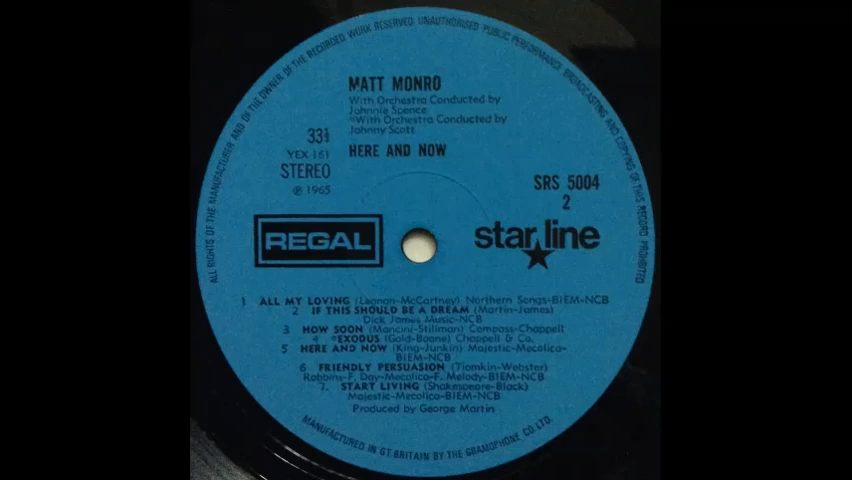 ALL RIGHTS OF THE MANUFACTURER AND OF THE OWNER OF THE RECORDED WORK RESERVED. UNAUTHORISED PUBLIC PERFORMANCE BROADCASTING AND COPYING OF THIS RECORD PROHIBITED
MATT MONRO
With Orchestra Conducted by
Johnnie Spence
*With Orchestra Conducted by
Johnny Scott
HERE AND NOW
33⅓
YEX 161
STEREO
℗ 1965
SRS 5004
2
REGAL
star line
1 ALL MY LOVING (Lennon-McCartney) Northern Songs-BIEM-NCB
2 IF THIS SHOULD BE A DREAM (Martin-James)
Dick James Music-NCB
3 HOW SOON (Mancini-Stillman) Compass-Chappell
4 *EXODUS (Gold-Boone) Chappell & Co.
5 HERE AND NOW (King-Junkin) Majestic-Mecolico-
BIEM-NCB
6 FRIENDLY PERSUASION (Tiomkin-Webster)
Robbins-F. Day-Mecolico-F. Melody-BIEM-NCB
7. START LIVING (Shakespeare-Black)
Majestic-Mecolico-BIEM-NCB
Produced by George Martin
MANUFACTURED IN GT. BRITAIN BY THE GRAMOPHONE CO. LTD.